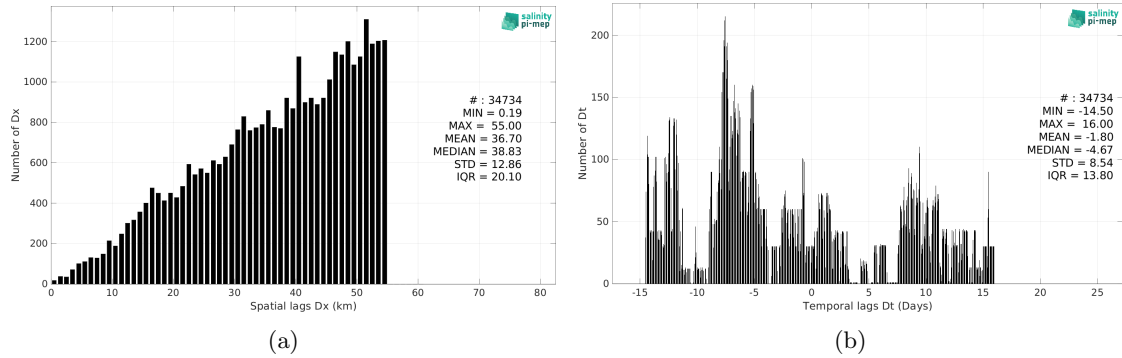 salinity
pi-mep
1200
1000
800
600
400
200
0
Number of Dx
# : 34734
MIN = 0.19
MAX = 55.00
MEAN = 36.70
MEDIAN = 38.83
STD = 12.86
IQR = 20.10
0 10 20 30 40 50 60 70 80
Spatial lags Dx (km)
(a)
salinity
pi-mep
200
150
100
50
0
Number of Dt
# : 34734
MIN = -14.50
MAX = 16.00
MEAN = -1.80
MEDIAN = -4.67
STD = 8.54
IQR = 13.80
-15 -10 -5 0 5 10 15 20 25
Temporal lags Dt (Days)
(b)